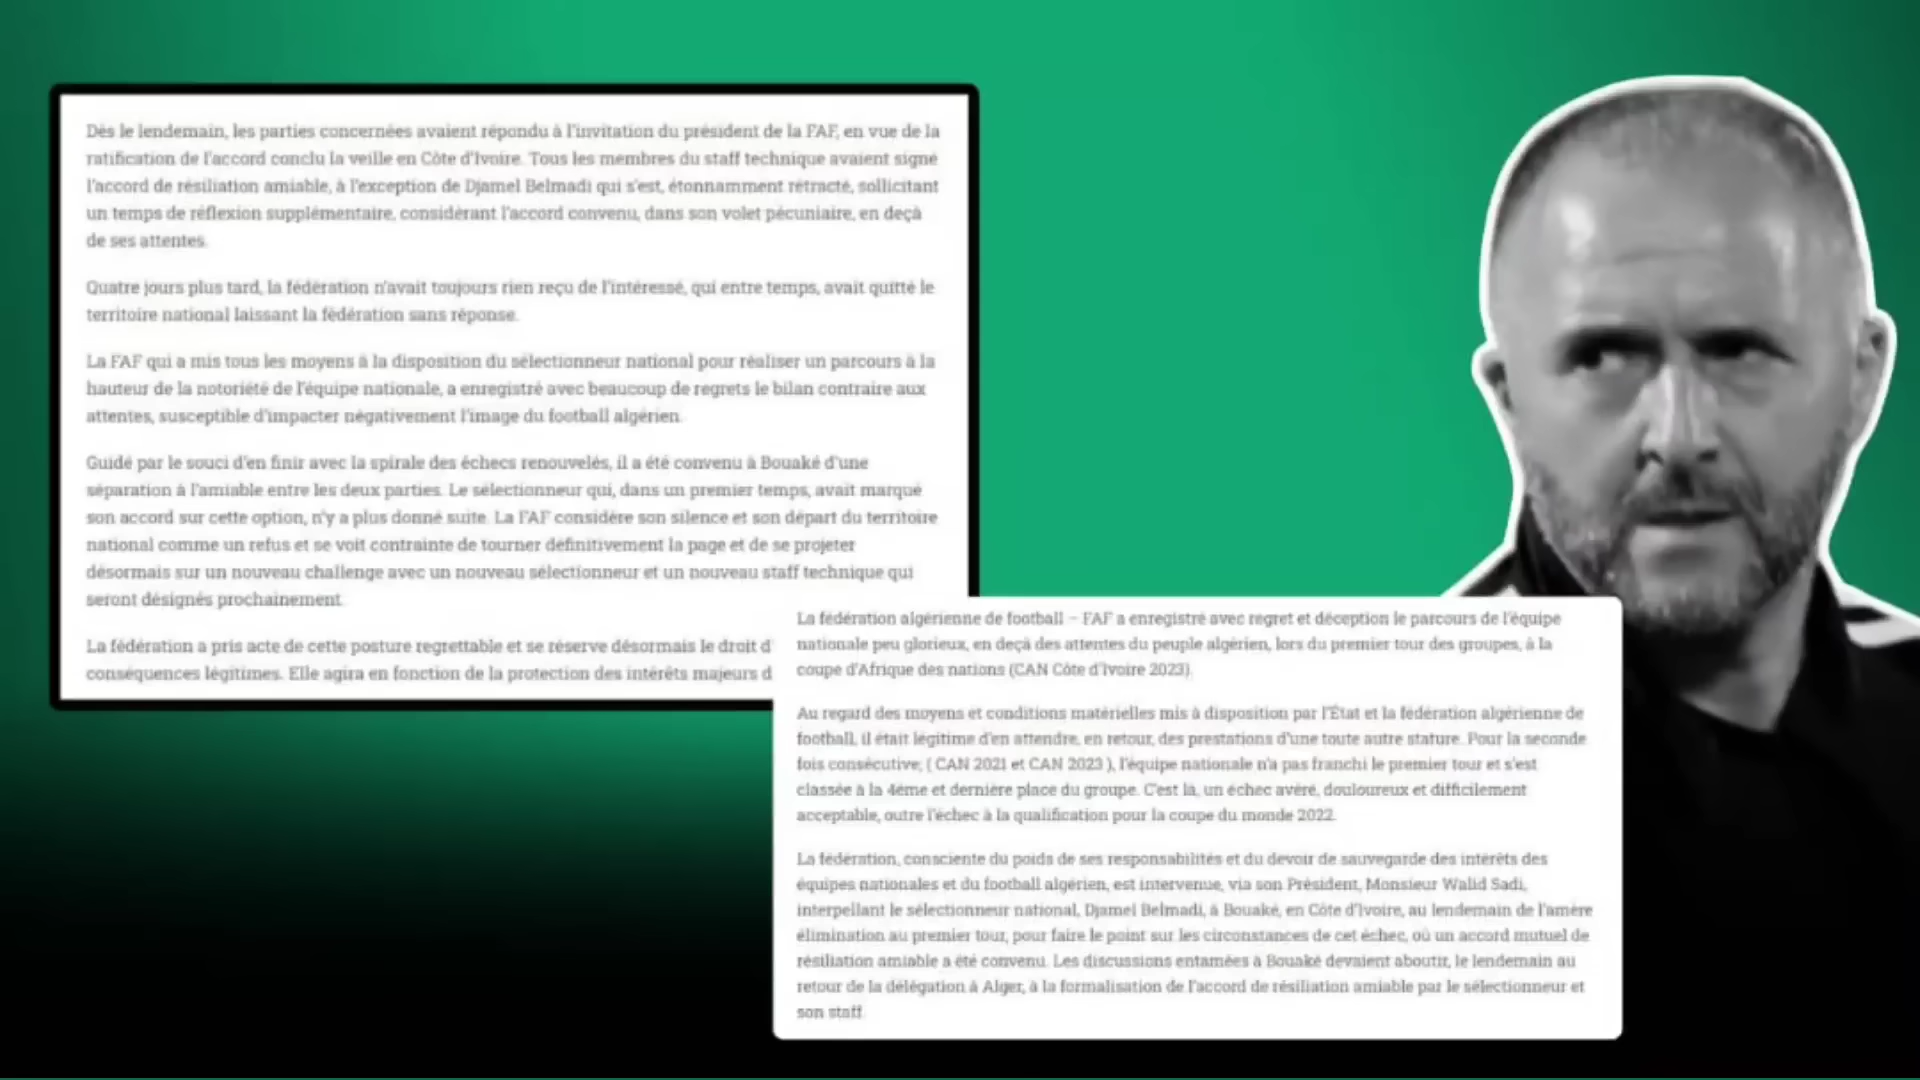 Dès le lendemain, les parties concernées avaient répondu à l'invitation du président de la FAF, en vue de la
ratification de l'accord conclu la veille en Côte d'Ivoire. Tous les membres du staff technique avaient signé
l'accord de résiliation amiable, à l'exception de Djamel Belmadi qui s'est, étonnamment rétracté, sollicitant
un temps de réflexion supplémentaire, considérant l'accord convenu, dans son volet pécuniaire, en deçà
de ses attentes.
Quatre jours plus tard, la fédération n'avait toujours rien reçu de l'intéressé, qui entre temps, avait quitté le
territoire national laissant la fédération sans réponse.
La FAF qui a mis tous les moyens à la disposition du sélectionneur national pour réaliser un parcours à la
hauteur de la notoriété de l'équipe nationale, a enregistré avec beaucoup de regrets le bilan contraire aux
attentes, susceptible d'impacter négativement l'image du football algérien.
Guidé par le souci d'en finir avec la spirale des échecs renouvelés, il a été convenu à Bouaké d'une
séparation à l'amiable entre les deux parties. Le sélectionneur qui, dans un premier temps, avait marqué
son accord sur cette option, n'y a plus donné suite. La FAF considère son silence et son départ du territoire
national comme un refus et se voit contrainte de tourner définitivement la page et de se projeter
désormais sur un nouveau challenge avec un nouveau sélectionneur et un nouveau staff technique qui
seront désignés prochainement.
La fédération a pris acte de cette posture regrettable et se réserve désormais le droit d'
conséquences légitimes. Elle agira en fonction de la protection des intérêts majeurs d
La fédération algérienne de football – FAF a enregistré avec regret et déception le parcours de l'équipe
nationale peu glorieux, en deçà des attentes du peuple algérien, lors du premier tour des groupes, à la
coupe d'Afrique des nations (CAN Côte d'Ivoire 2023).
Au regard des moyens et conditions matérielles mis à disposition par l'État et la fédération algérienne de
football, il était légitime d'en attendre, en retour, des prestations d'une toute autre stature. Pour la seconde
fois consécutive, ( CAN 2021 et CAN 2023 ), l'équipe nationale n'a pas franchi le premier tour et s'est
classée à la 4ème et dernière place du groupe. C'est là, un échec avéré, douloureux et difficilement
acceptable, outre l'échec à la qualification pour la coupe du monde 2022.
La fédération, consciente du poids de ses responsabilités et du devoir de sauvegarde des intérêts des
équipes nationales et du football algérien, est intervenue, via son Président, Monsieur Walid Sadi,
interpellant le sélectionneur national, Djamel Belmadi, à Bouaké, en Côte d'Ivoire, au lendemain de l'amère
élimination au premier tour, pour faire le point sur les circonstances de cet échec, où un accord mutuel de
résiliation amiable a été convenu. Les discussions entamées à Bouaké devaient aboutir, le lendemain au
retour de la délégation à Alger, à la formalisation de l'accord de résiliation amiable par le sélectionneur et
son staff.